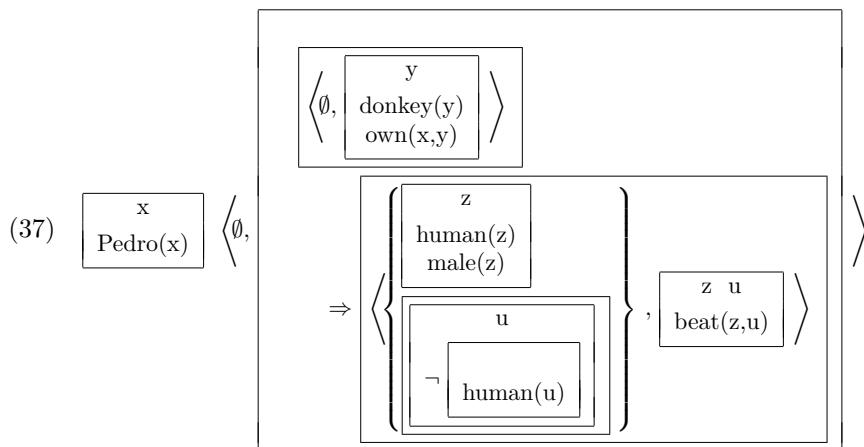 y
⟨∅, donkey(y) ⟩
own(x,y)
x
z
(37) Pedro(x) ⟨∅, human(z) ⟩
male(z)
z u
⇒ ⟨ { u } , beat(z,u) ⟩
¬ human(u)